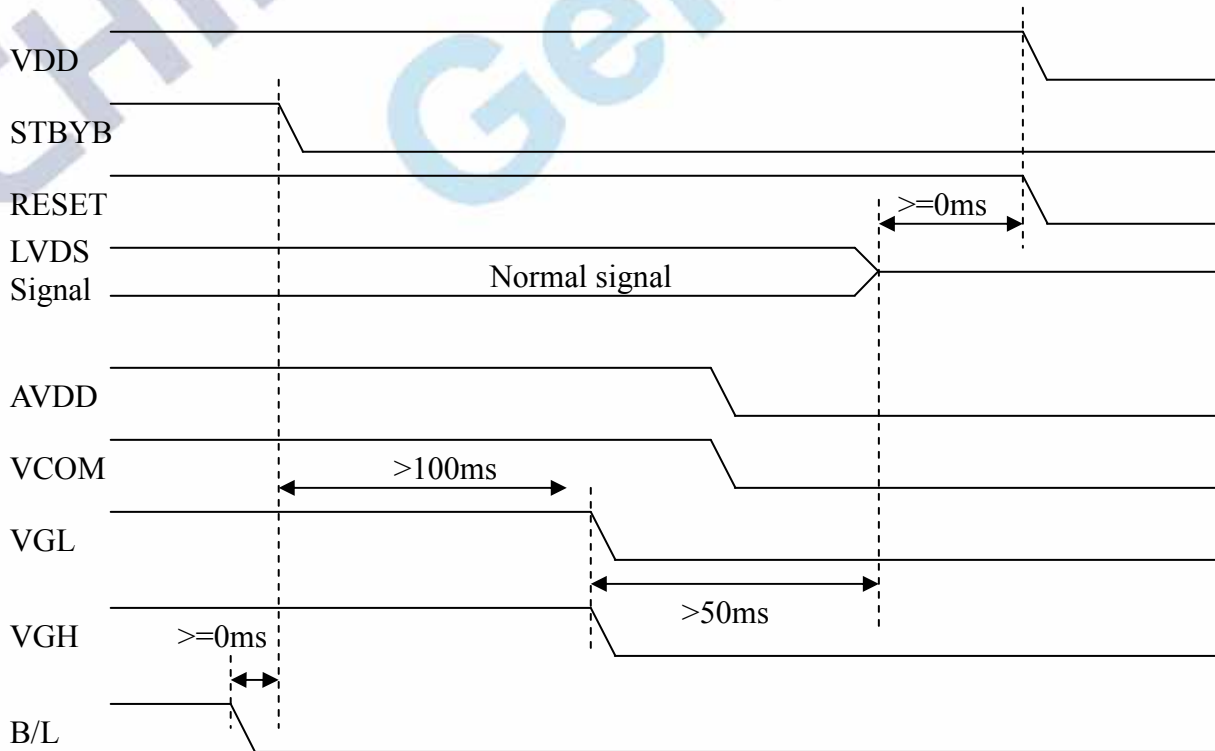 VDD
STBYB
RESET
>=0ms
LVDS
Signal
Normal signal
AVDD
VCOM
>100ms
VGL
>50ms
VGH
>=0ms
B/L